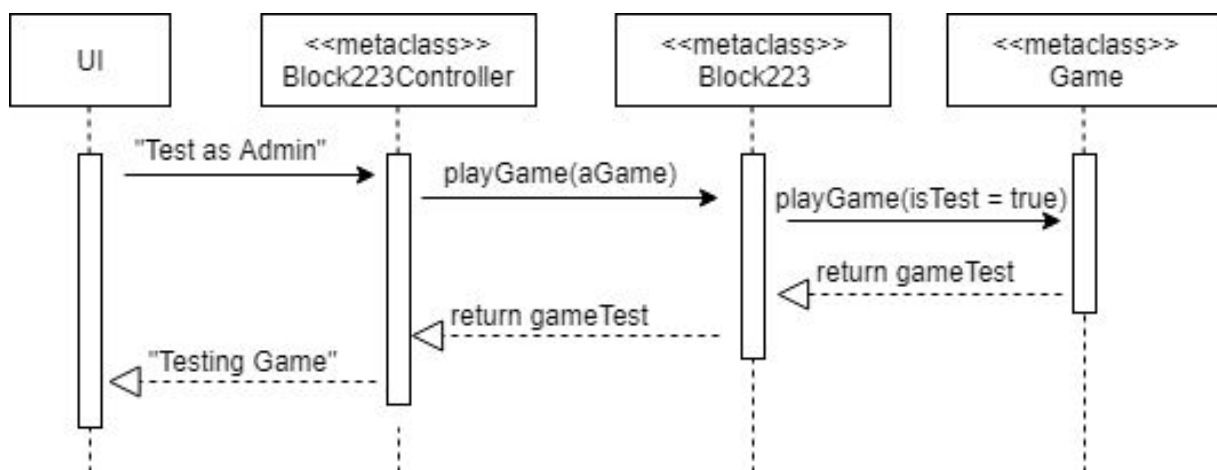 UI
<<metaclass>>
Block223Controller
<<metaclass>>
Block223
<<metaclass>>
Game
"Test as Admin"
playGame(aGame)
playGame(isTest = true)
return gameTest
return gameTest
"Testing Game"